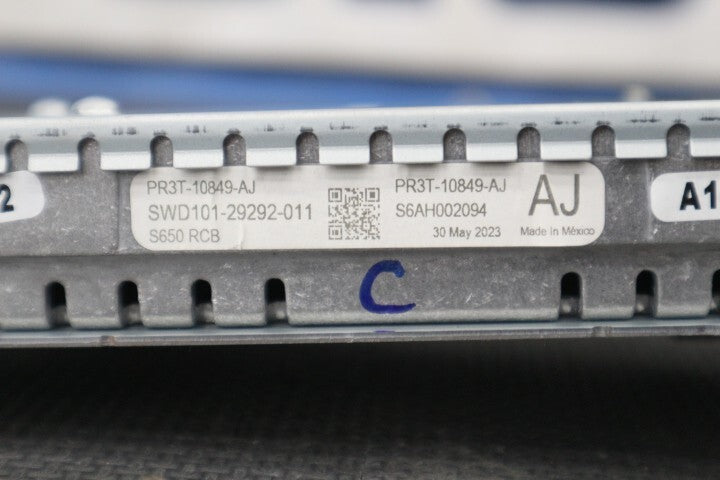 2
PR3T-10849-AJ
SWD101-29292-011
S650 RCB
PR3T-10849-AJ
S6AH002094
30 May 2023
AJ
Made in México
A1
C